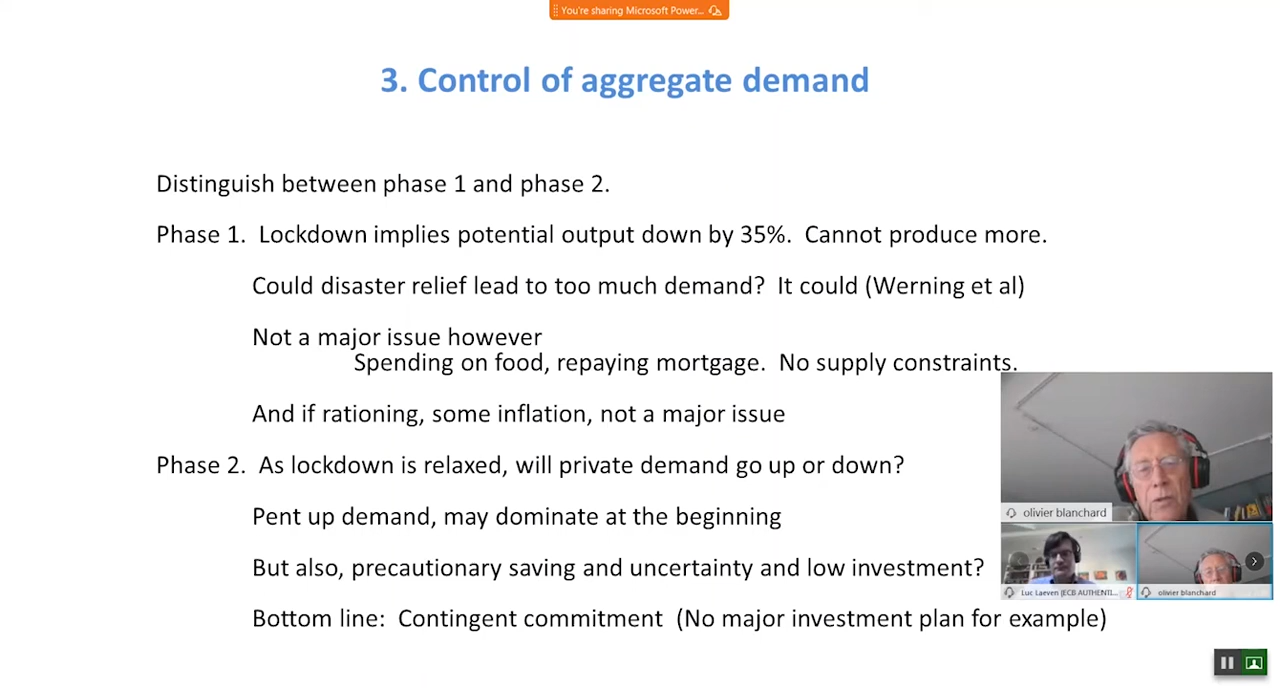 You're sharing Microsoft Power...
3. Control of aggregate demand
Distinguish between phase 1 and phase 2.
Phase 1. Lockdown implies potential output down by 35%. Cannot produce more.
Could disaster relief lead to too much demand? It could (Werning et al)
Not a major issue however
Spending on food, repaying mortgage. No supply constraints.
And if rationing, some inflation, not a major issue
Phase 2. As lockdown is relaxed, will private demand go up or down?
Pent up demand, may dominate at the beginning
But also, precautionary saving and uncertainty and low investment?
Bottom line: Contingent commitment (No major investment plan for example)
olivier blanchard
Luc Laeven (ECB AUTHENTI...
olivier blanchard